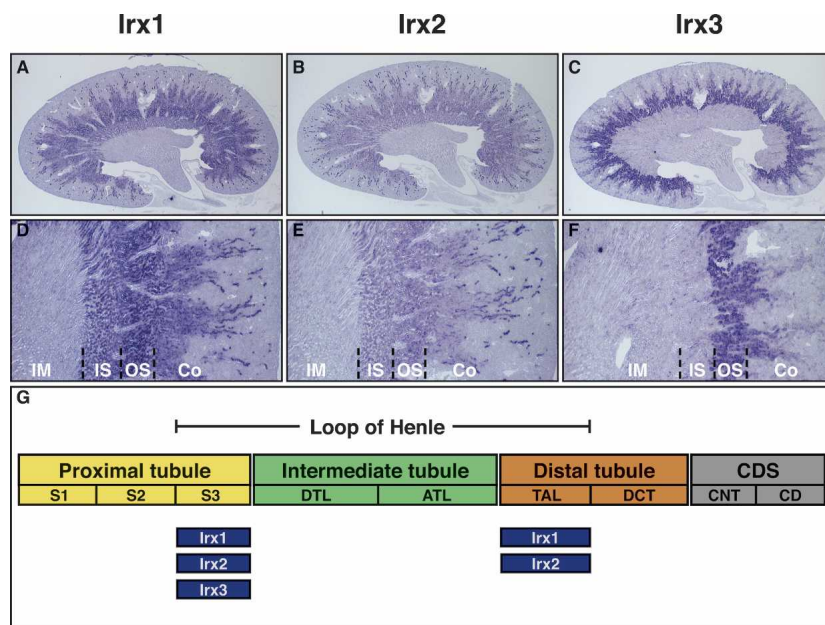 Irx1 Irx2 Irx3
A B C
D E F
IM IS OS Co IM IS OS Co IM IS OS Co
G
Loop of Henle
Proximal tubule Intermediate tubule Distal tubule CDS
S1 S2 S3 DTL ATL TAL DCT CNT CD
Irx1 Irx1
Irx2 Irx2
Irx3